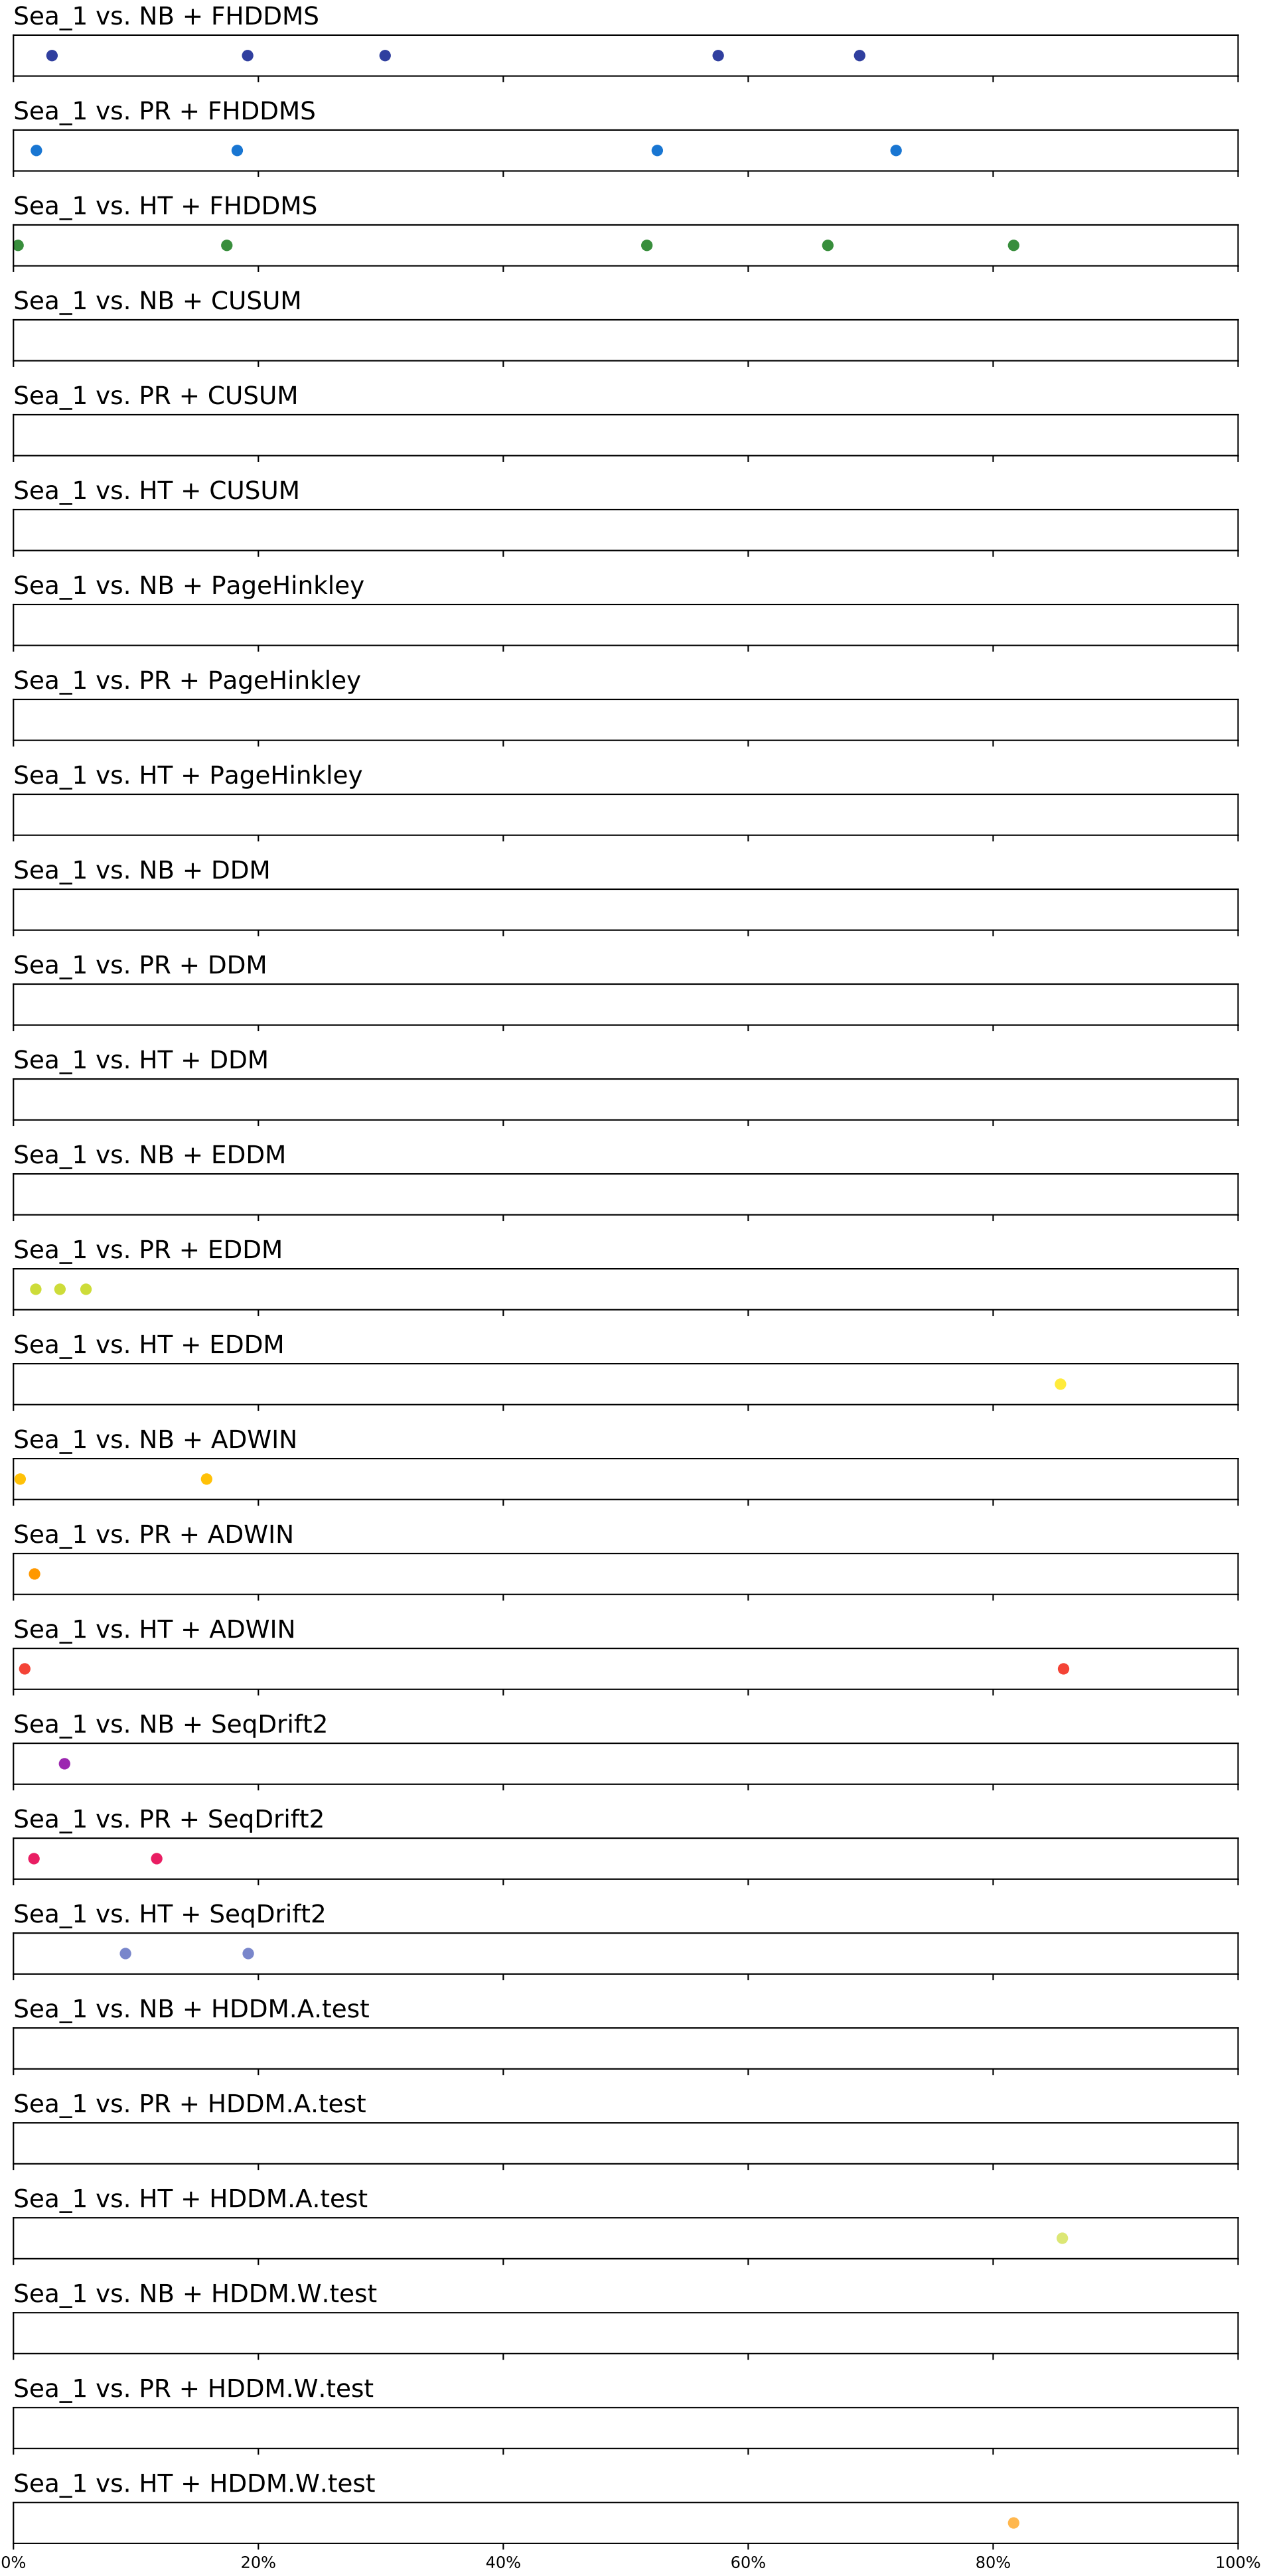 Sea_1 vs. NB + FHDDMS
Sea_1 vs. PR + FHDDMS
Sea_1 vs. HT + FHDDMS
Sea_1 vs. NB + CUSUM
Sea_1 vs. PR + CUSUM
Sea_1 vs. HT + CUSUM
Sea_1 vs. NB + PageHinkley
Sea_1 vs. PR + PageHinkley
Sea_1 vs. HT + PageHinkley
Sea_1 vs. NB + DDM
Sea_1 vs. PR + DDM
Sea_1 vs. HT + DDM
Sea_1 vs. NB + EDDM
Sea_1 vs. PR + EDDM
Sea_1 vs. HT + EDDM
Sea_1 vs. NB + ADWIN
Sea_1 vs. PR + ADWIN
Sea_1 vs. HT + ADWIN
Sea_1 vs. NB + SeqDrift2
Sea_1 vs. PR + SeqDrift2
Sea_1 vs. HT + SeqDrift2
Sea_1 vs. NB + HDDM.A.test
Sea_1 vs. PR + HDDM.A.test
Sea_1 vs. HT + HDDM.A.test
Sea_1 vs. NB + HDDM.W.test
Sea_1 vs. PR + HDDM.W.test
Sea_1 vs. HT + HDDM.W.test
0% 20% 40% 60% 80% 100%